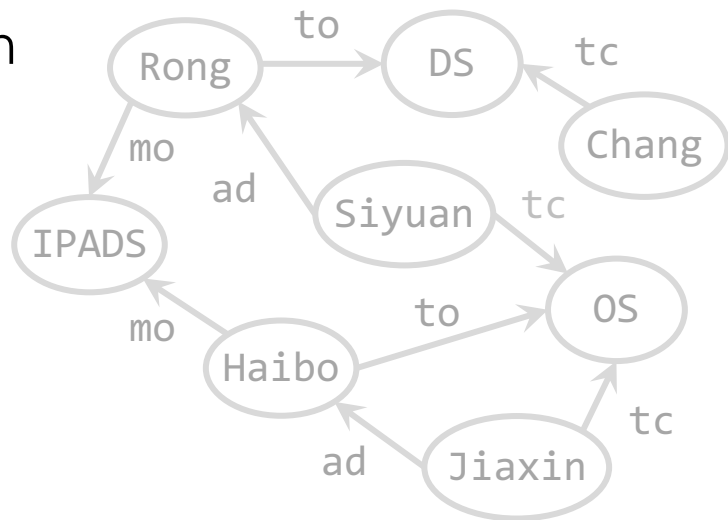 n
to
Rong
DS
tc
Chang
mo
ad
Siyuan
tc
IPADS
OS
to
mo
Haibo
tc
ad
Jiaxin